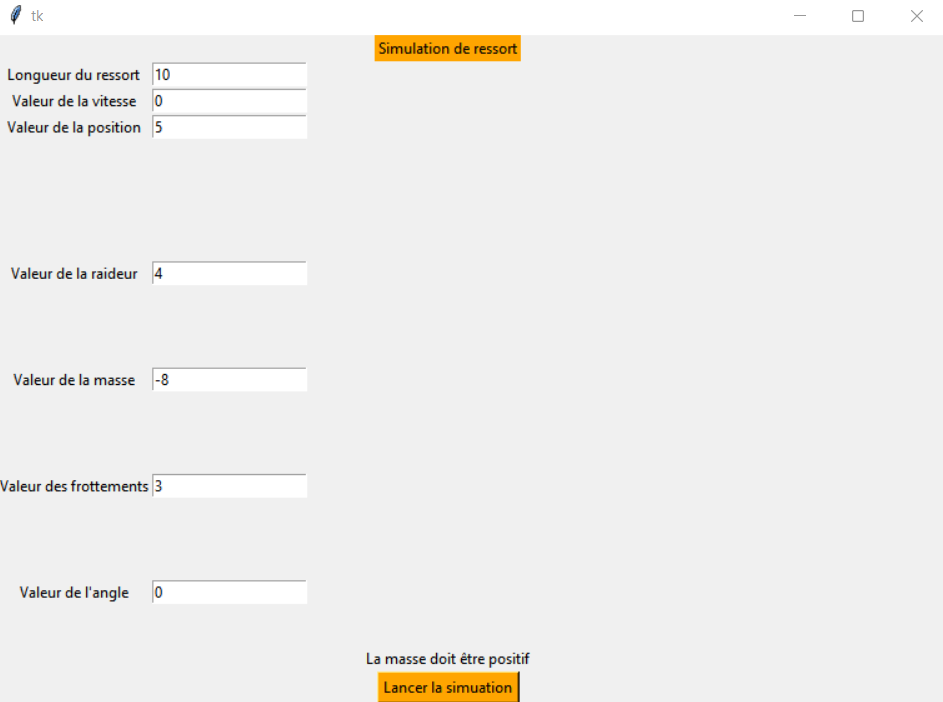 tk
Simulation de ressort
Longueur du ressort 10
Valeur de la vitesse 0
Valeur de la position 5
Valeur de la raideur 4
Valeur de la masse -8
Valeur des frottements 3
Valeur de l'angle 0
La masse doit être positif
Lancer la simuation